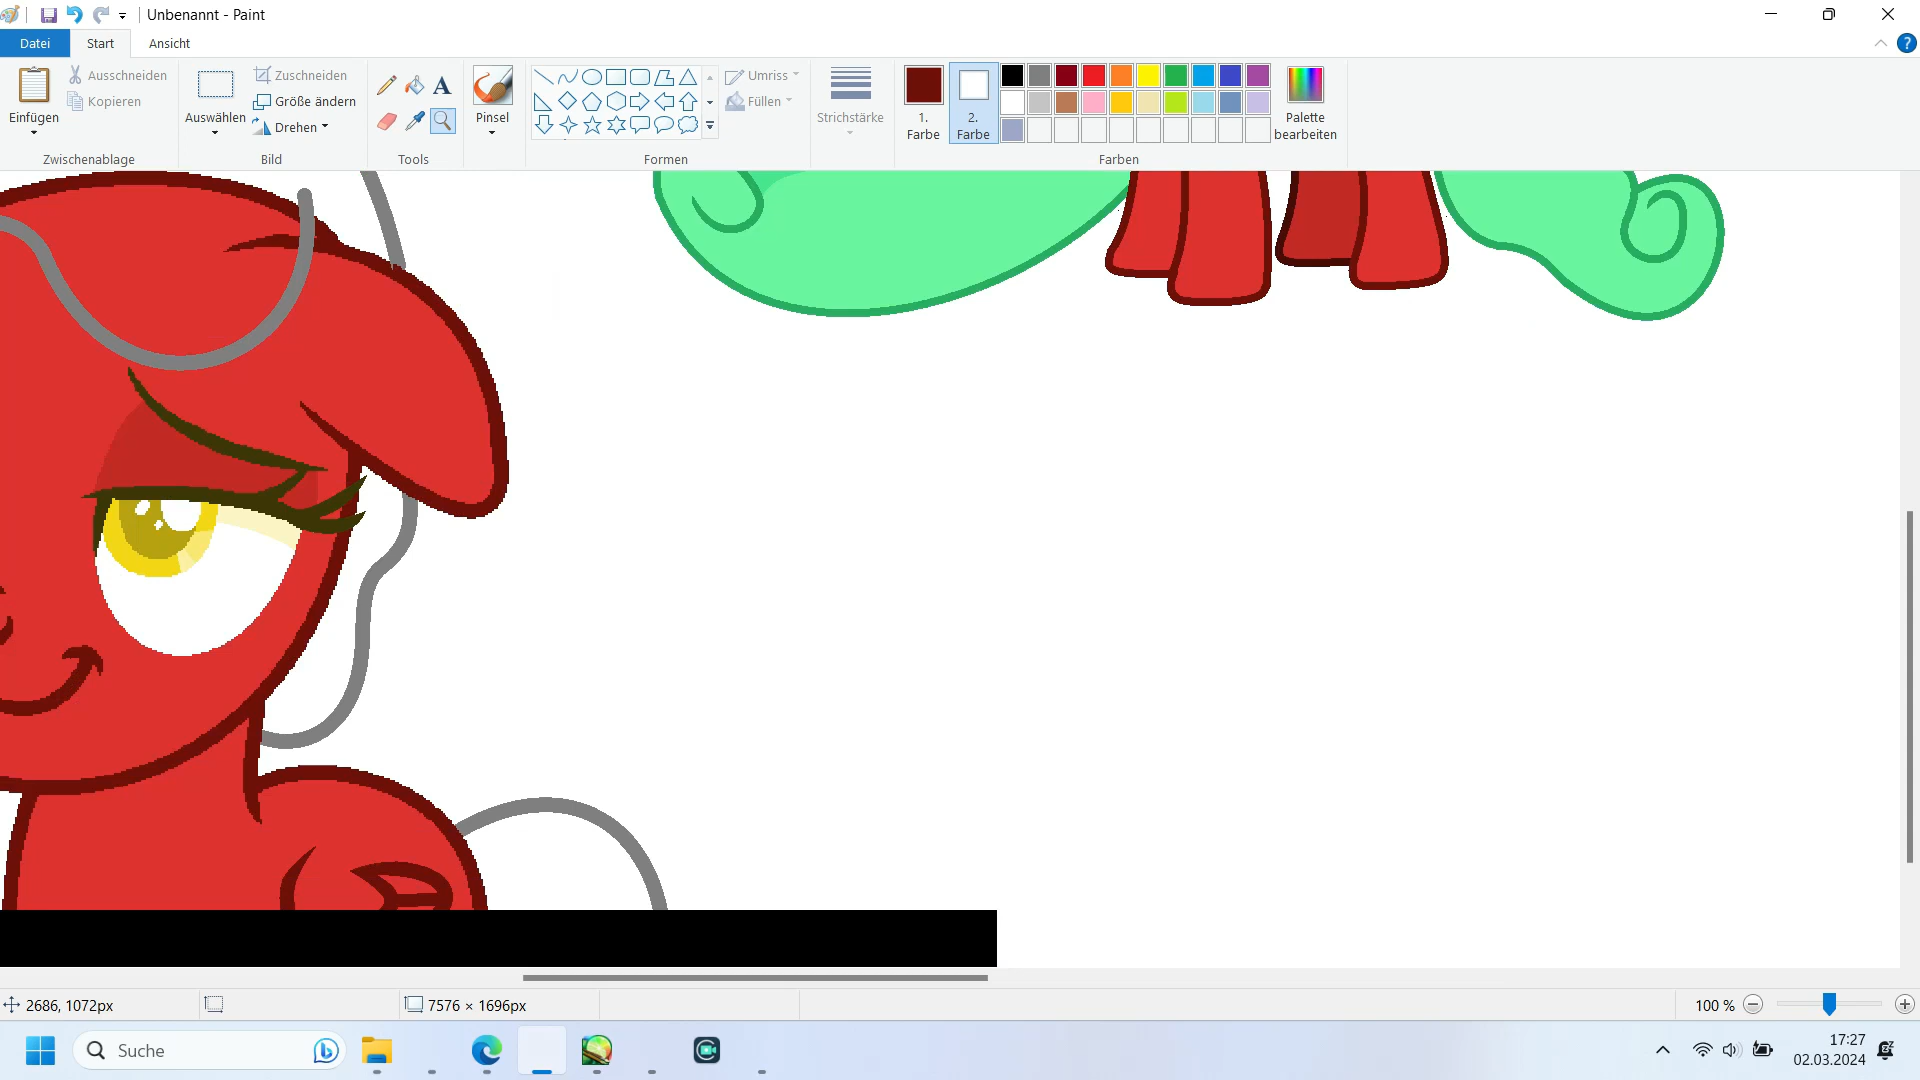 Unbenannt - Paint
Datei
Start
Ansicht
Einfügen
Ausschneiden
Kopieren
Zwischenablage
Auswählen
Zuschneiden
Größe ändern
Drehen
Bild
A
Tools
Pinsel
Formen
Umriss
Füllen
Strichstärke
1.
Farbe
2.
Farbe
Palette
bearbeiten
Farben
2686, 1072px
7576 × 1696px
100 %
Suche
17:27
02.03.2024